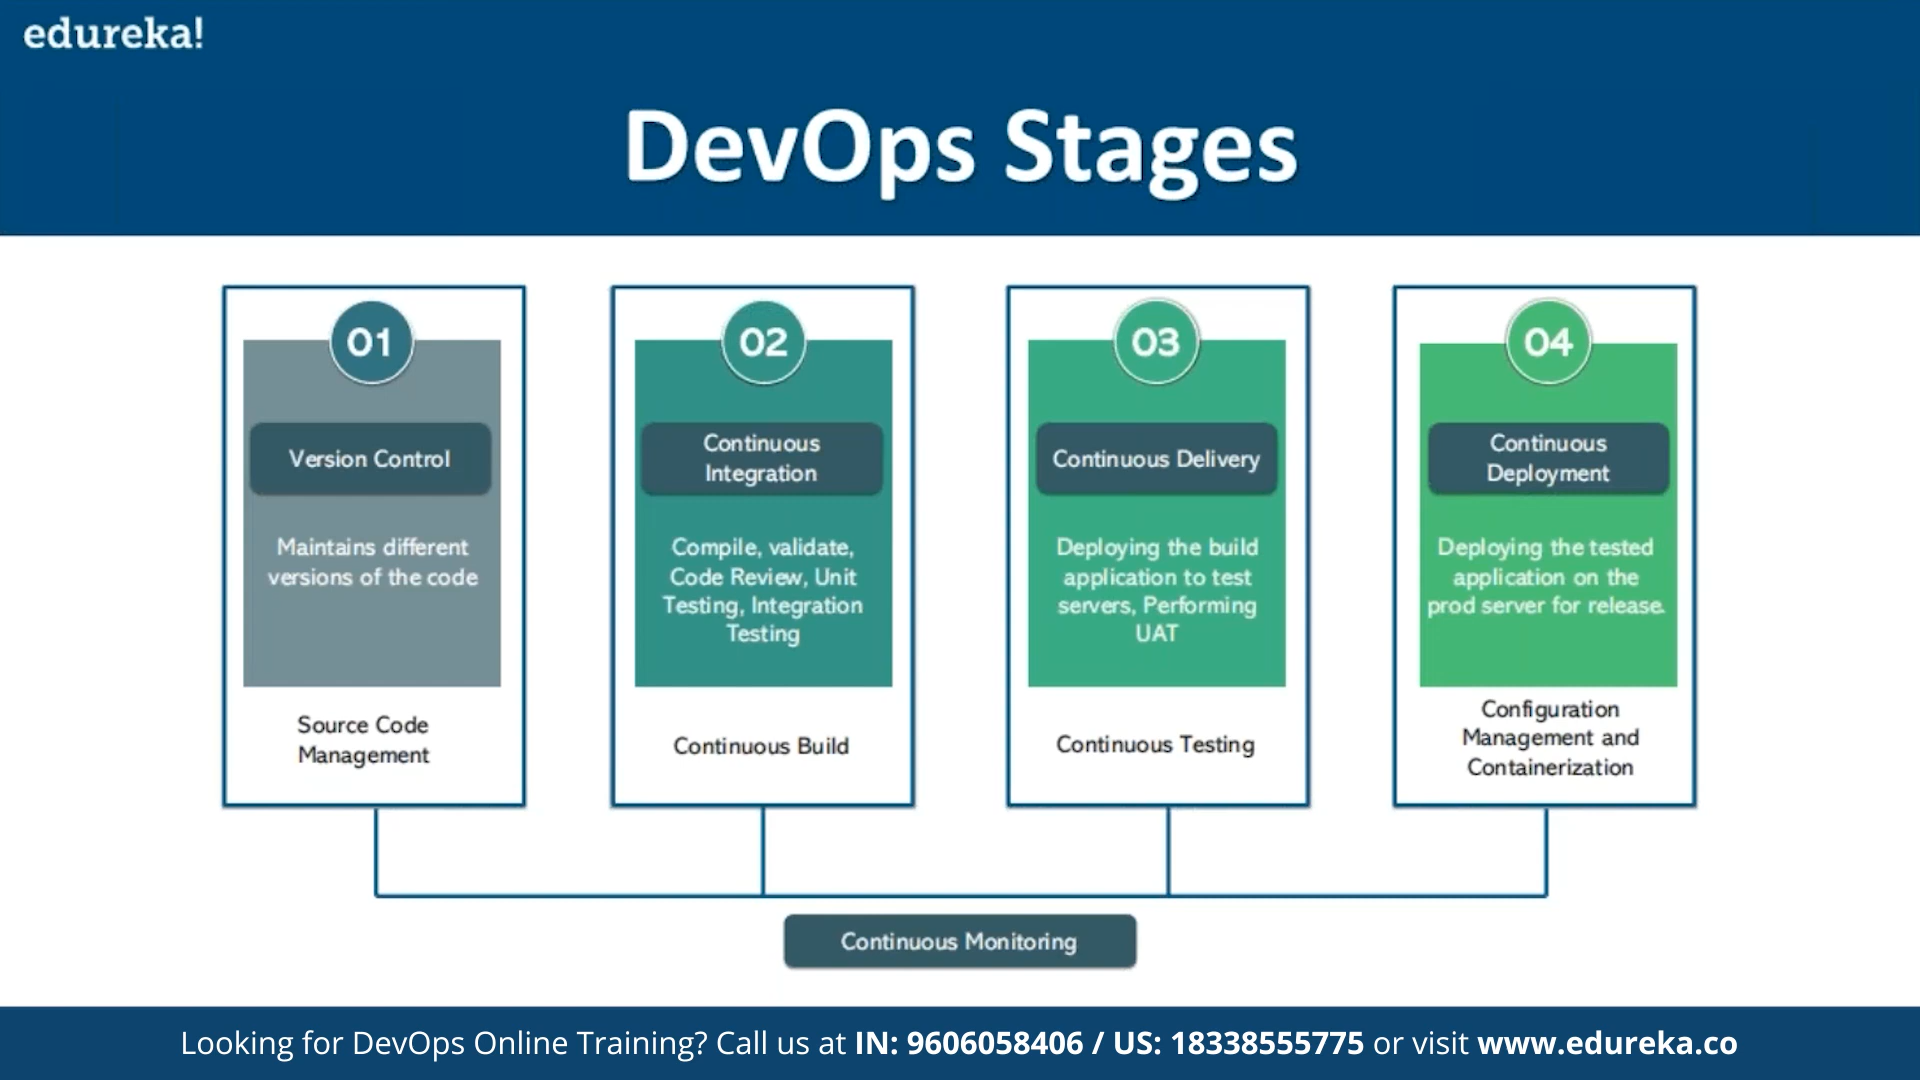 edureka!
DevOps Stages
01
Version Control
Maintains different
versions of the code
Source Code
Management
02
Continuous
Integration
Compile, validate,
Code Review, Unit
Testing, Integration
Testing
Continuous Build
03
Continuous Delivery
Deploying the build
application to test
servers, Performing
UAT
Continuous Testing
04
Continuous
Deployment
Deploying the tested
application on the
prod server for release.
Configuration
Management and
Containerization
Continuous Monitoring
Looking for DevOps Online Training? Call us at IN: 9606058406 / US: 18338555775 or visit www.edureka.co